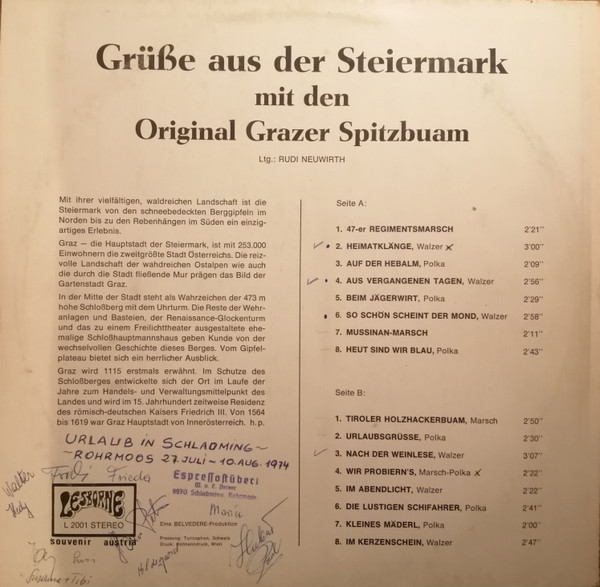 Grüße aus der Steiermark
mit den
Original Grazer Spitzbuam
Ltg.: RUDI NEUWIRTH
Mit ihrer vielfältigen, waldreichen Landschaft ist die
Steiermark von den schneebedeckten Berggipfeln im
Norden bis zu den Rebenhängen im Süden ein einzig-
artiges Erlebnis.
Graz — die Hauptstadt der Steiermark, ist mit 253.000
Einwohnern die zweitgrößte Stadt Österreichs. Die reiz-
volle Landschaft der waldreichen Ostalpen wie auch
die durch die Stadt fließende Mur prägen das Bild der
Gartenstadt Graz.
In der Mitte der Stadt steht als Wahrzeichen der 473 m
hohe Schloßberg mit dem Uhrturm. Die Reste der Wehr-
anlagen und Basteien, der Renaissance-Glockenturm
und das zu einem Freilichttheater ausgestaltete ehe-
malige Schloßhauptmannshaus geben Kunde von der
wechselvollen Geschichte dieses Berges. Vom Gipfel-
plateau bietet sich ein herrlicher Ausblick.
Graz wird 1115 erstmals erwähnt. Im Schutze des
Schloßberges entwickelte sich der Ort im Laufe der
Jahre zum Handels- und Verwaltungsmittelpunkt des
Landes und wird im 15. Jahrhundert zeitweise Residenz
des römisch-deutschen Kaisers Friedrich III. Von 1564
bis 1619 war Graz Hauptstadt von Innerösterreich. h. p.
URLAUB IN SCHLADMING~
~ROHRMOOS 27. JULI - 10. AUG. 1974
Walter
Hedy
Fredi Frieda
Espressostüberl
8970 Schladming, Rohrmoos
Maria
LESBORNE
L 2001 STEREO
souvenir austria
Eine BELVEDERE-Produktion
Pressung: Turicaphon, Schweiz
Hildegard
Susanne + Tibi
Seite A:
1. 47-er REGIMENTSMARSCH 2'21"
2. HEIMATKLÄNGE, Walzer 3'00"
3. AUF DER HEBALM, Polka 2'09"
4. AUS VERGANGENEN TAGEN, Walzer 2'56"
5. BEIM JÄGERWIRT, Polka 2'29"
6. SO SCHÖN SCHEINT DER MOND, Walzer 2'58"
7. MUSSINAN-MARSCH 2'11"
8. HEUT SIND WIR BLAU, Polka 2'43"
Seite B:
1. TIROLER HOLZHACKERBUAM, Marsch 2'50"
2. URLAUBSGRÜSSE, Polka 2'30"
3. NACH DER WEINLESE, Walzer 3'07"
4. WIR PROBIERN'S, Marsch-Polka 2'22"
5. IM ABENDLICHT, Walzer 2'22"
6. DIE LUSTIGEN SCHIFAHRER, Polka 2'41"
7. KLEINES MÄDERL, Polka 2'00"
8. IM KERZENSCHEIN, Walzer 2'47"